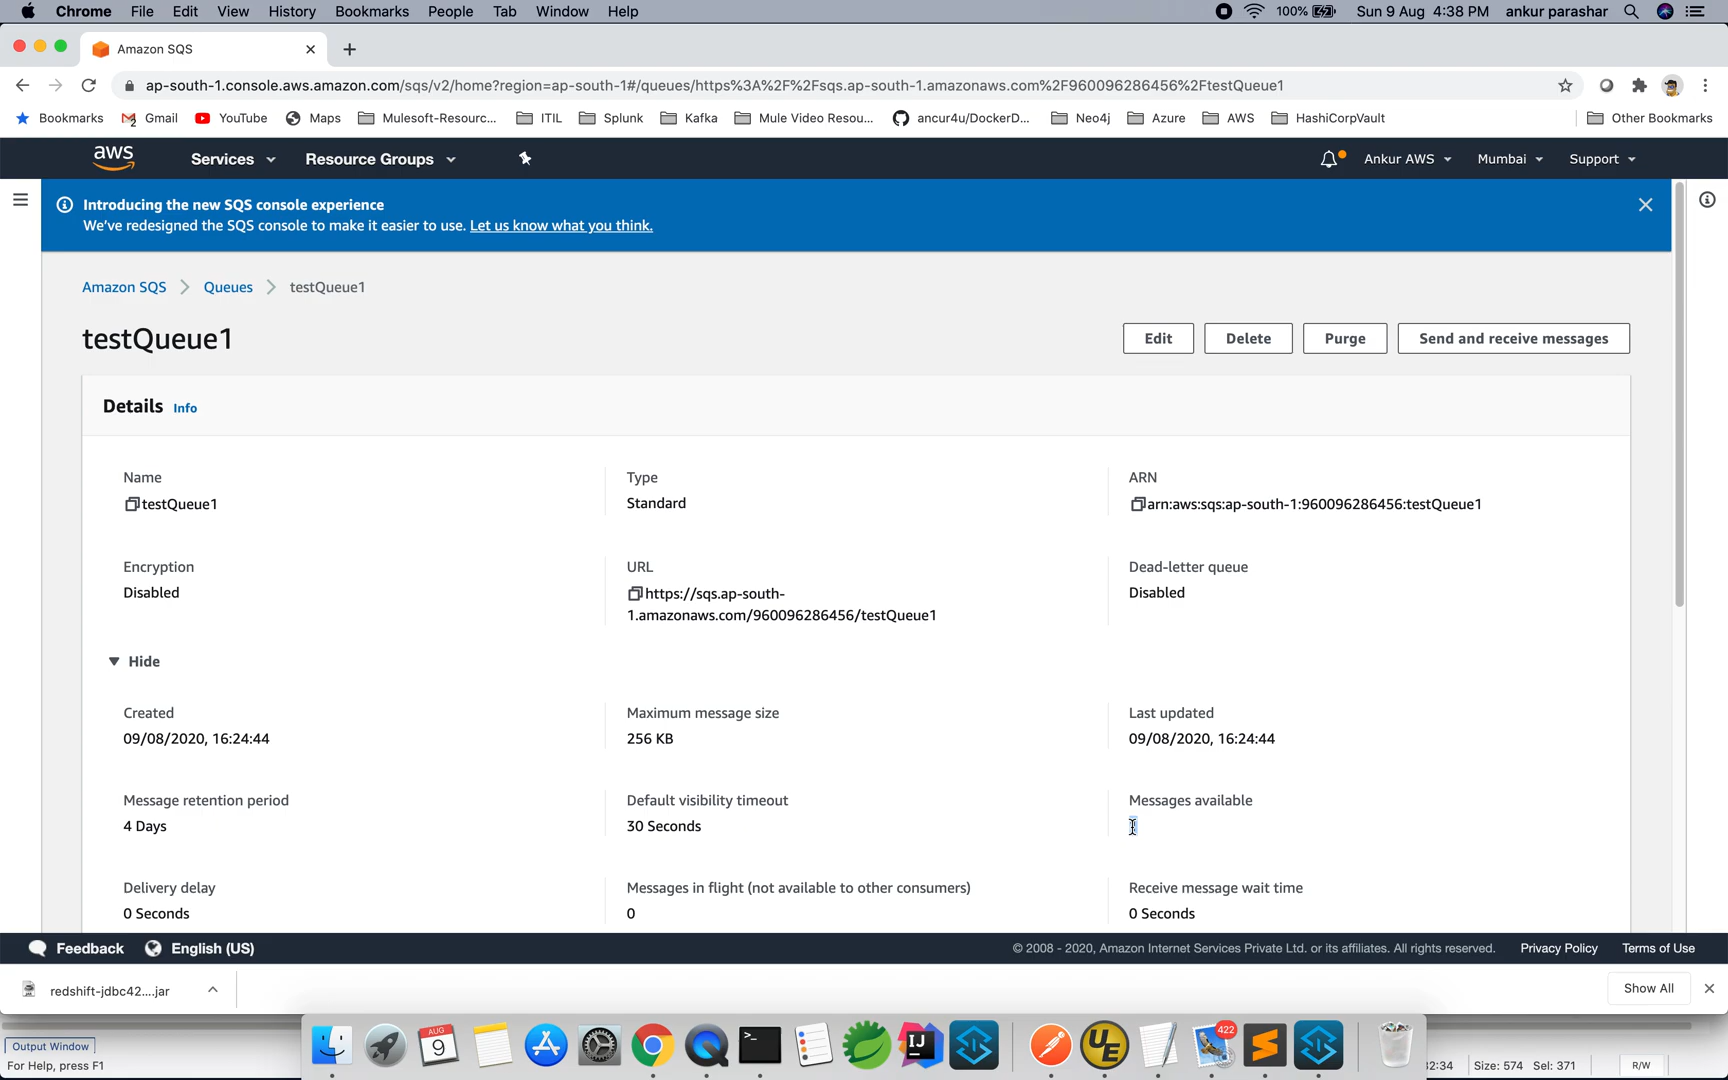 Chrome File Edit View History Bookmarks People Tab Window Help 100% Sun 9 Aug 4:38 PM ankur parashar
Amazon SQS
ap-south-1.console.aws.amazon.com/sqs/v2/home?region=ap-south-1#/queues/https%3A%2F%2Fsqs.ap-south-1.amazonaws.com%2F960096286456%2FtestQueue1
Bookmarks Gmail YouTube Maps Mulesoft-Resourc... ITIL Splunk Kafka Mule Video Resou... ancur4u/DockerD... Neo4j Azure AWS HashiCorpVault Other Bookmarks
aws Services Resource Groups Ankur AWS Mumbai Support
Introducing the new SQS console experience
We've redesigned the SQS console to make it easier to use. Let us know what you think.
Amazon SQS > Queues > testQueue1
testQueue1 Edit Delete Purge Send and receive messages
Details Info
Name Type ARN
testQueue1 Standard arn:aws:sqs:ap-south-1:960096286456:testQueue1
Encryption URL Dead-letter queue
Disabled https://sqs.ap-south- Disabled
1.amazonaws.com/960096286456/testQueue1
Hide
Created Maximum message size Last updated
09/08/2020, 16:24:44 256 KB 09/08/2020, 16:24:44
Message retention period Default visibility timeout Messages available
4 Days 30 Seconds
Delivery delay Messages in flight (not available to other consumers) Receive message wait time
0 Seconds 0 0 Seconds
Feedback English (US) © 2008 - 2020, Amazon Internet Services Private Ltd. or its affiliates. All rights reserved. Privacy Policy Terms of Use
redshift-jdbc42....jar Show All
AUG
9
422
UE
IJ
Output Window
For Help, press F1 2:34 Size: 574 Sel: 371 R/W